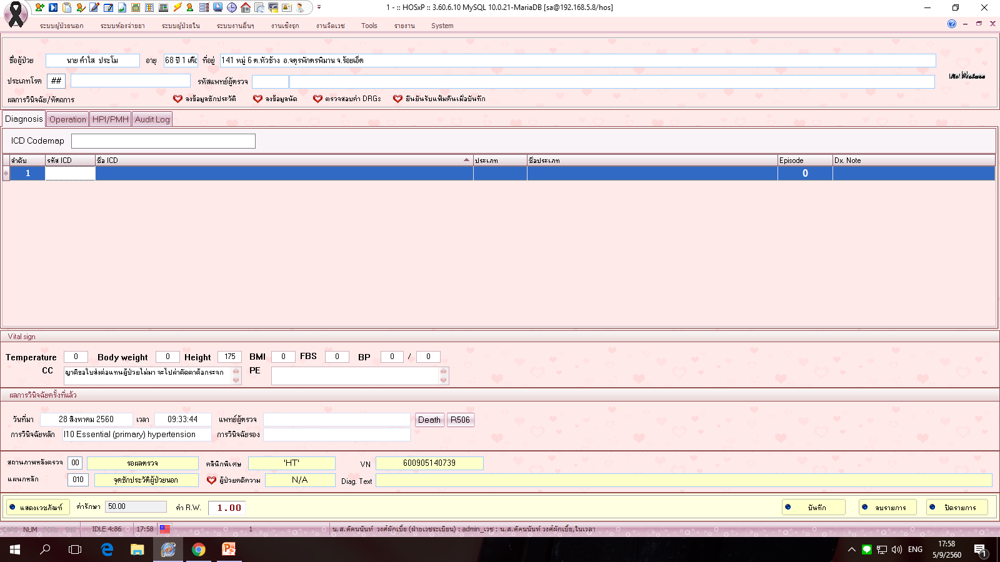 1 - :: HOSxP :: 3.60.6.10 MySQL 10.0.21-MariaDB [sa@192.168.5.8/hos]
ระบบผู้ป่วยนอก ระบบห้องจ่ายยา ระบบผู้ป่วยใน ระบบงานอื่นๆ งานเชิงรุก งานจิตเวช Tools รายงาน System
ชื่อผู้ป่วย นาย คำใส ประโม อายุ 68 ปี 1 เดือ ที่อยู่ 141 หมู่ 6 ต.หัวช้าง อ.จตุรพักตรพิมาน จ.ร้อยเอ็ด
ประเภทโรค ## รหัสแพทย์ผู้ตรวจ
No Picture
ผลการวินิจฉัย/หัตถการ ลงข้อมูลซักประวัติ ลงข้อมูลนัด ตรวจสอบค่า DRGs ยืนยันรับแฟ้มคืนเมื่อบันทึก
Diagnosis Operation HPI/PMH Audit Log
ICD Codemap
ลำดับ รหัส ICD ชื่อ ICD ประเภท ชื่อประเภท Episode Dx. Note
1 0
Vital sign
Temperature 0 Body weight 0 Height 175 BMI 0 FBS 0 BP 0 / 0
CC ญาติขอใบส่งต่อแทนผู้ป่วยไม่มา จะไปผ่าตัดตาต้อกระจก PE
ผลการวินิจฉัยครั้งที่แล้ว
วันที่มา 28 สิงหาคม 2560 เวลา 09:33:44 แพทย์ผู้ตรวจ Death R506
การวินิจฉัยหลัก I10 Essential (primary) hypertension การวินิจฉัยรอง
สถานภาพหลังตรวจ 00 รอผลตรวจ คลินิกพิเศษ 'HT' VN 600905140739
แผนกหลัก 010 จุดซักประวัติผู้ป่วยนอก ผู้ป่วยคดีความ N/A Diag. Text
แสดงเวชภัณฑ์ ค่ารักษา 50.00 ค่า R.W. 1.00 บันทึก ลบรายการ ปิดรายการ
CAPS NUM SCRL INS IDLE 4:86 17:58 1 น.ส.คัคนนันท์ วงศ์ผักเบี้ย (ฝ่ายเวชระเบียน) : admin_เวช : น.ส.คัคนนันท์ วงศ์ผักเบี้ย,ในเวลา
ENG 17:58
5/9/2560 1